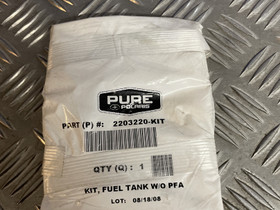 PURE
POLARIS
PART (P) #: 2203220-KIT
QTY (Q): 1
KIT, FUEL TANK W/O PFA
LOT: 08/18/08